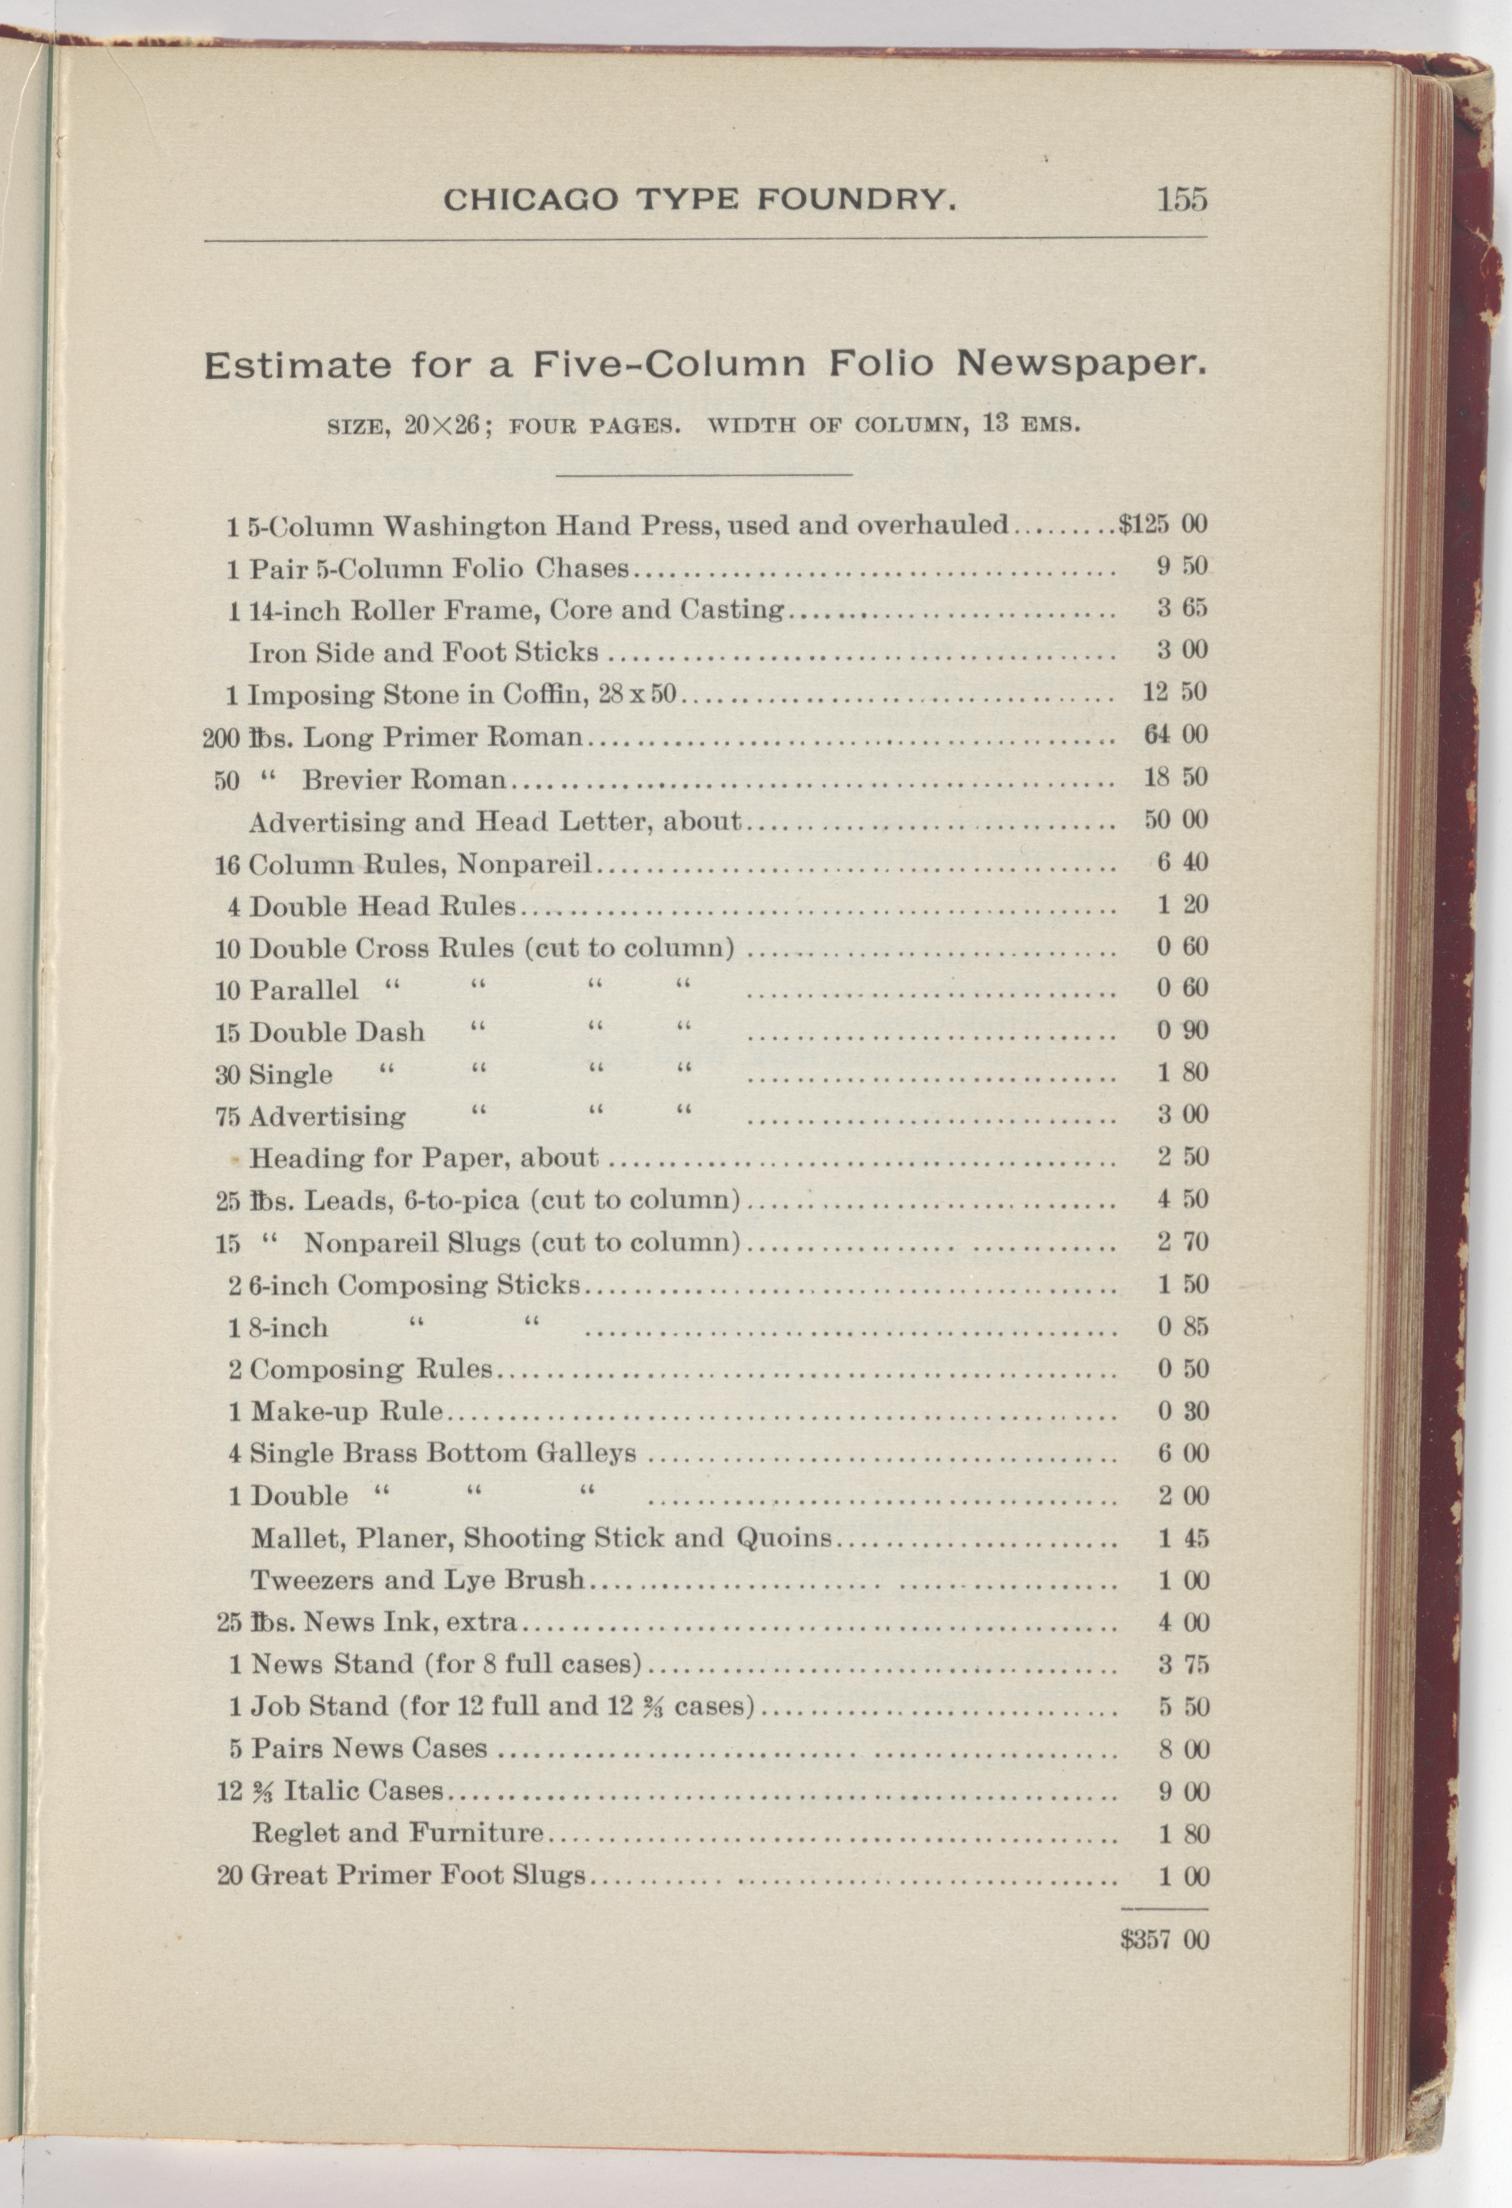 CHICAGO TYPE FOUNDRY. 155
Estimate for a Five-Column Folio Newspaper.
SIZE, 20×26; FOUR PAGES. WIDTH OF COLUMN, 13 EMS.
1 5-Column Washington Hand Press, used and overhauled.........$125 00
1 Pair 5-Column Folio Chases....................................... 9 50
1 14-inch Roller Frame, Core and Casting........................... 3 65
Iron Side and Foot Sticks ......................................... 3 00
1 Imposing Stone in Coffin, 28 x 50................................... 12 50
200 ℔s. Long Primer Roman........................................... 64 00
50 “ Brevier Roman................................................. 18 50
Advertising and Head Letter, about.............................. 50 00
16 Column Rules, Nonpareil.......................................... 6 40
4 Double Head Rules................................................ 1 20
10 Double Cross Rules (cut to column) .............................. 0 60
10 Parallel “ “ “ “ .............................. 0 60
15 Double Dash “ “ “ .............................. 0 90
30 Single “ “ “ “ .............................. 1 80
75 Advertising “ “ “ .............................. 3 00
Heading for Paper, about ......................................... 2 50
25 ℔s. Leads, 6-to-pica (cut to column).............................. 4 50
15 “ Nonpareil Slugs (cut to column)............................. 2 70
2 6-inch Composing Sticks........................................... 1 50
1 8-inch “ “ ........................................... 0 85
2 Composing Rules.................................................. 0 50
1 Make-up Rule...................................................... 0 30
4 Single Brass Bottom Galleys ...................................... 6 00
1 Double “ “ “ ...................................... 2 00
Mallet, Planer, Shooting Stick and Quoins....................... 1 45
Tweezers and Lye Brush.......................................... 1 00
25 ℔s. News Ink, extra................................................ 4 00
1 News Stand (for 8 full cases)...................................... 3 75
1 Job Stand (for 12 full and 12 ⅔ cases)............................. 5 50
5 Pairs News Cases .................................................. 8 00
12 ⅔ Italic Cases...................................................... 9 00
Reglet and Furniture.............................................. 1 80
20 Great Primer Foot Slugs.......................................... 1 00
$357 00